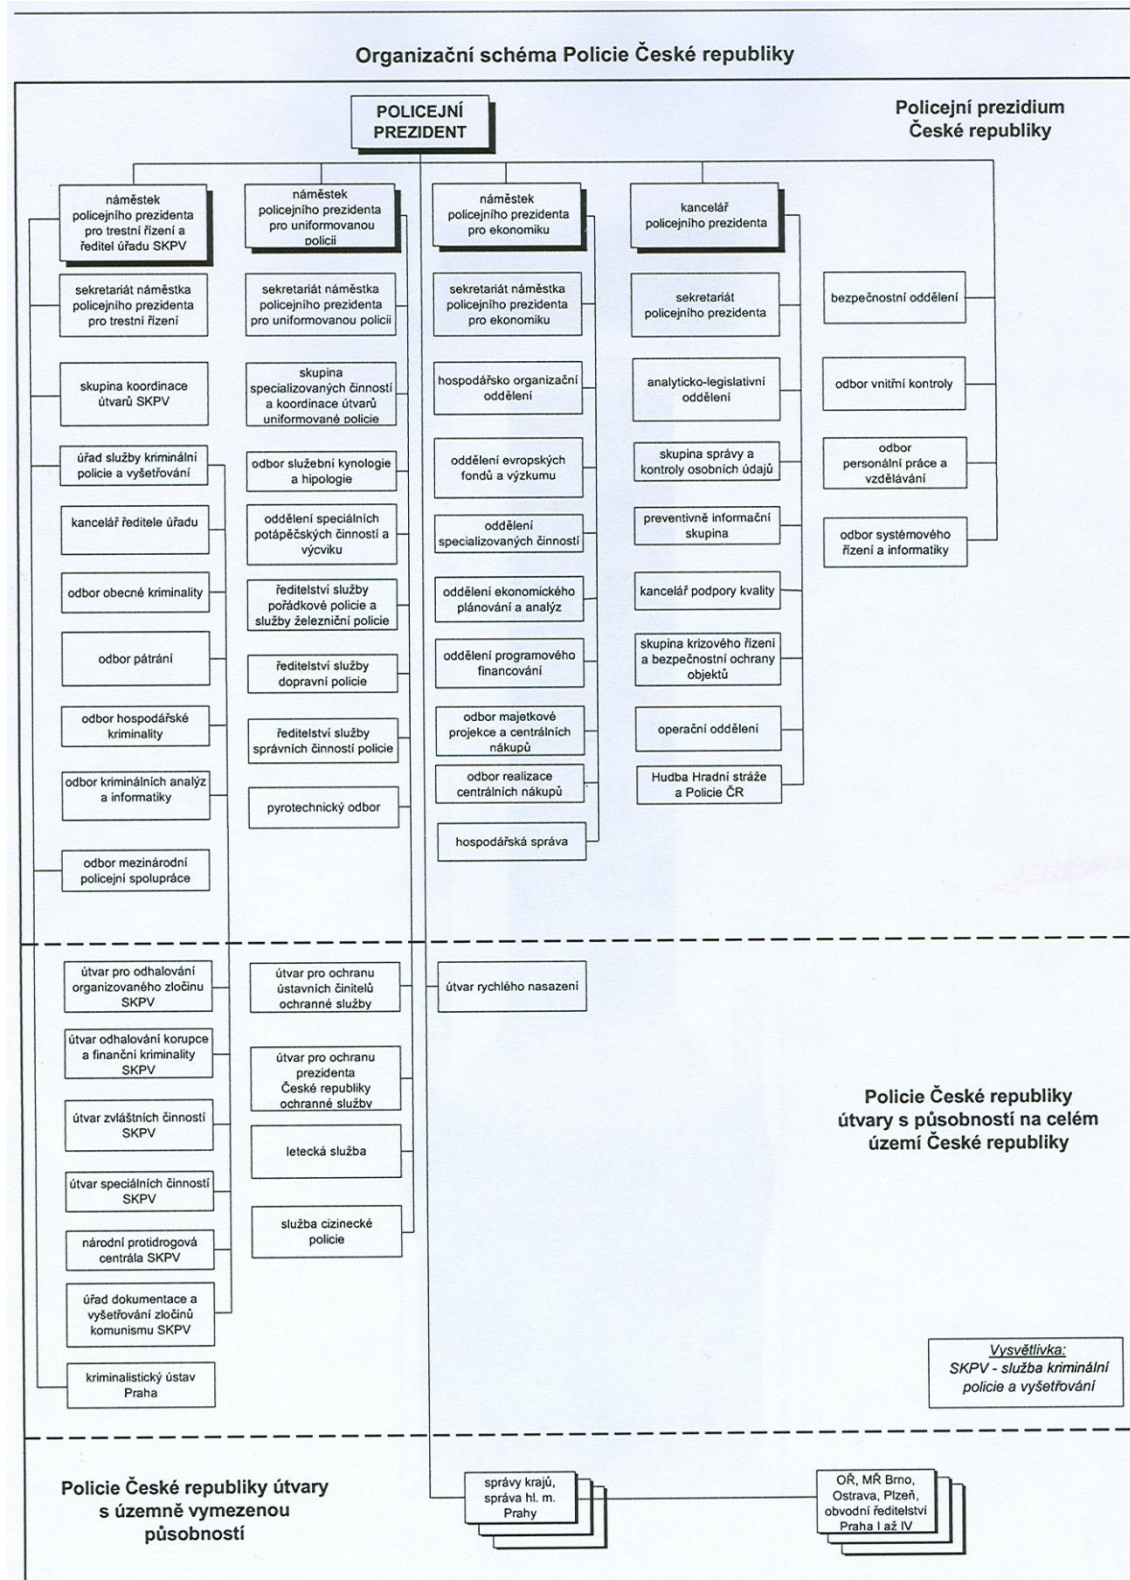 Organizační schéma Policie České republiky
POLICEJNÍ
PREZIDENT
Policejní prezidium
České republiky
náměstek
policejního prezidenta
pro trestní řízení a
ředitel úřadu SKPV
sekretariát náměstka
policejního prezidenta
pro trestní řízení
skupina koordinace
útvarů SKPV
úřad služby kriminální
policie a vyšetřování
kancelář ředitele úřadu
odbor obecné kriminality
odbor pátrání
odbor hospodářské
kriminality
odbor kriminálních analýz
a informatiky
odbor mezinárodní
policejní spolupráce
náměstek
policejního prezidenta
pro uniformovanou
policii
sekretariát náměstka
policejního prezidenta
pro uniformovanou policii
skupina
specializovaných činností
a koordinace útvarů
uniformované policie
odbor služební kynologie
a hipologie
oddělení speciálních
potápěčských činností a
výcviku
ředitelství služby
pořádkové policie a
služby železniční policie
ředitelství služby
dopravní policie
ředitelství služby
správních činností policie
pyrotechnický odbor
náměstek
policejního prezidenta
pro ekonomiku
sekretariát náměstka
policejního prezidenta
pro ekonomiku
hospodářsko organizační
oddělení
oddělení evropských
fondů a výzkumu
oddělení
specializovaných činností
oddělení ekonomického
plánování a analýz
oddělení programového
financování
odbor majetkové
projekce a centrálních
nákupů
odbor realizace
centrálních nákupů
hospodářská správa
kancelář
policejního prezidenta
sekretariát
policejního prezidenta
analyticko-legislativní
oddělení
skupina správy a
kontroly osobních údajů
preventivně informační
skupina
kancelář podpory kvality
skupina krizového řízení
a bezpečnostní ochrany
objektů
operační oddělení
Hudba Hradní stráže
a Policie ČR
bezpečnostní oddělení
odbor vnitřní kontroly
odbor
personální práce a
vzdělávání
odbor systémového
řízení a informatiky
útvar pro odhalování
organizovaného zločinu
SKPV
útvar odhalování korupce
a finanční kriminality
SKPV
útvar zvláštních činností
SKPV
útvar speciálních činností
SKPV
národní protidrogová
centrála SKPV
úřad dokumentace a
vyšetřování zločinů
komunismu SKPV
kriminalistický ústav
Praha
útvar pro ochranu
ústavních činitelů
ochranné služby
útvar pro ochranu
prezidenta
České republiky
ochranné služby
letecká služba
služba cizinecké
policie
útvar rychlého nasazení
Policie České republiky
útvary s působností na celém
území České republiky
Vysvětlivka:
SKPV - služba kriminální
policie a vyšetřování
Policie České republiky útvary
s územně vymezenou
působností
správy krajů,
správa hl. m.
Prahy
OŘ, MŘ Brno,
Ostrava, Plzeň,
obvodní ředitelství
Praha I až IV